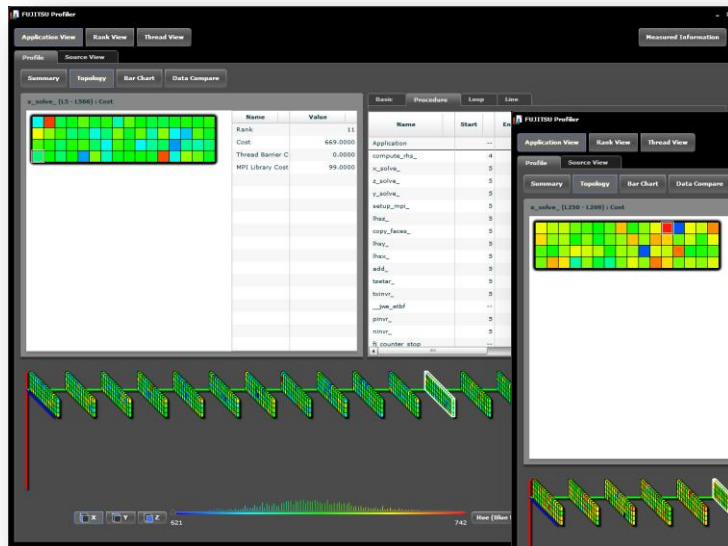 FUJITSU Profiler
Application View Rank View Thread View Measured Information
Profile Source View
Summary Topology Bar Chart Data Compare
x_solve_ (L5 - L566) : Cost
Name Value
Rank 11
Cost 669.0000
Thread Barrier C 0.0000
MPI Library Cost 99.0000
Basic Procedure Loop Line
Name Start En
Application --
compute_rhs_ 4
x_solve_ 5
z_solve_ 5
y_solve_ 5
setup_mpi_ 5
lhsz_ 5
copy_faces_ 5
lhsy_ 5
lhsx_ 5
add_ 5
tzetar_ 5
txinvr_ 5
__jwe_etbf --
pinvr_ 5
ninvr_ 5
fj_counter_stop --
X Y Z
621
742
Hue (Blue
FUJITSU Profiler
Application View Rank View Thread View
Profile Source View
Summary Topology Bar Chart Data Compare
x_solve_ (L250 - L269) : Cost